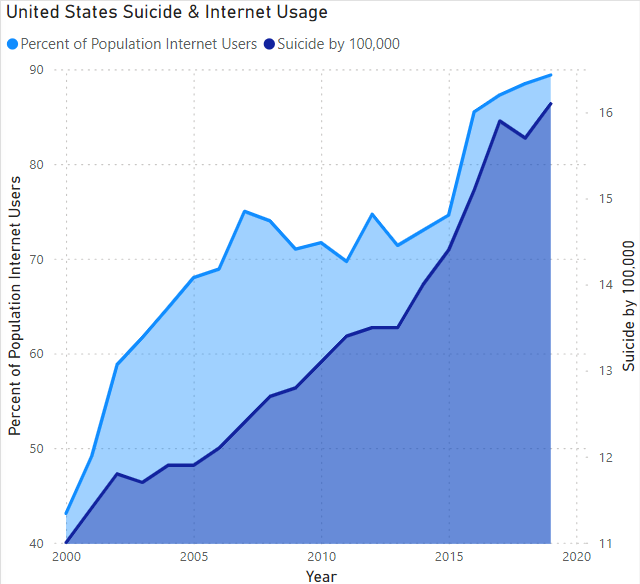 United States Suicide & Internet Usage
Percent of Population Internet Users Suicide by 100,000
Percent of Population Internet Users
90
80
70
60
50
40
16
15
14
13
12
11
Suicide by 100,000
2000 2005 2010 2015 2020
Year